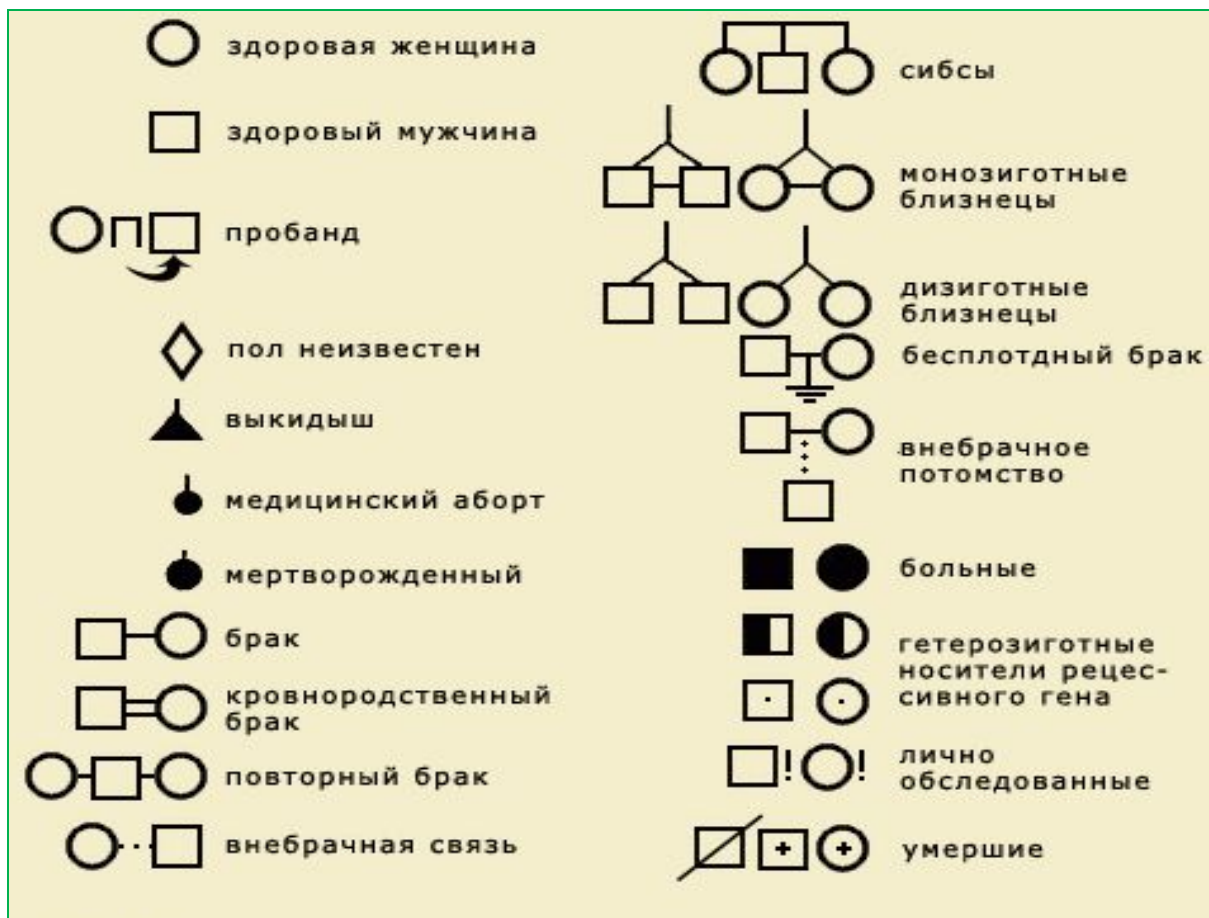 здоровая женщина
здоровый мужчина
пробанд
пол неизвестен
выкидыш
медицинский аборт
мертворожденный
брак
кровнородственный
брак
повторный брак
внебрачная связь
сибсы
монозиготные
близнецы
дизиготные
близнецы
бесплотдный брак
внебрачное
потомство
больные
гетерозиготные
носители рецес-
сивного гена
лично
обследованные
умершие